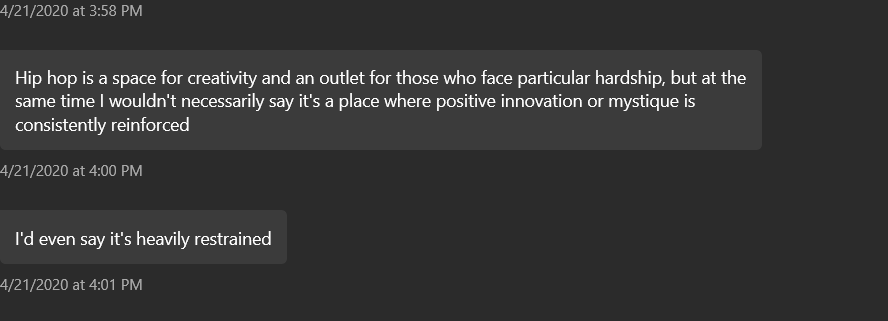 4/21/2020 at 3:58 PM
Hip hop is a space for creativity and an outlet for those who face particular hardship, but at the
same time I wouldn't necessarily say it's a place where positive innovation or mystique is
consistently reinforced
4/21/2020 at 4:00 PM
I'd even say it's heavily restrained
4/21/2020 at 4:01 PM